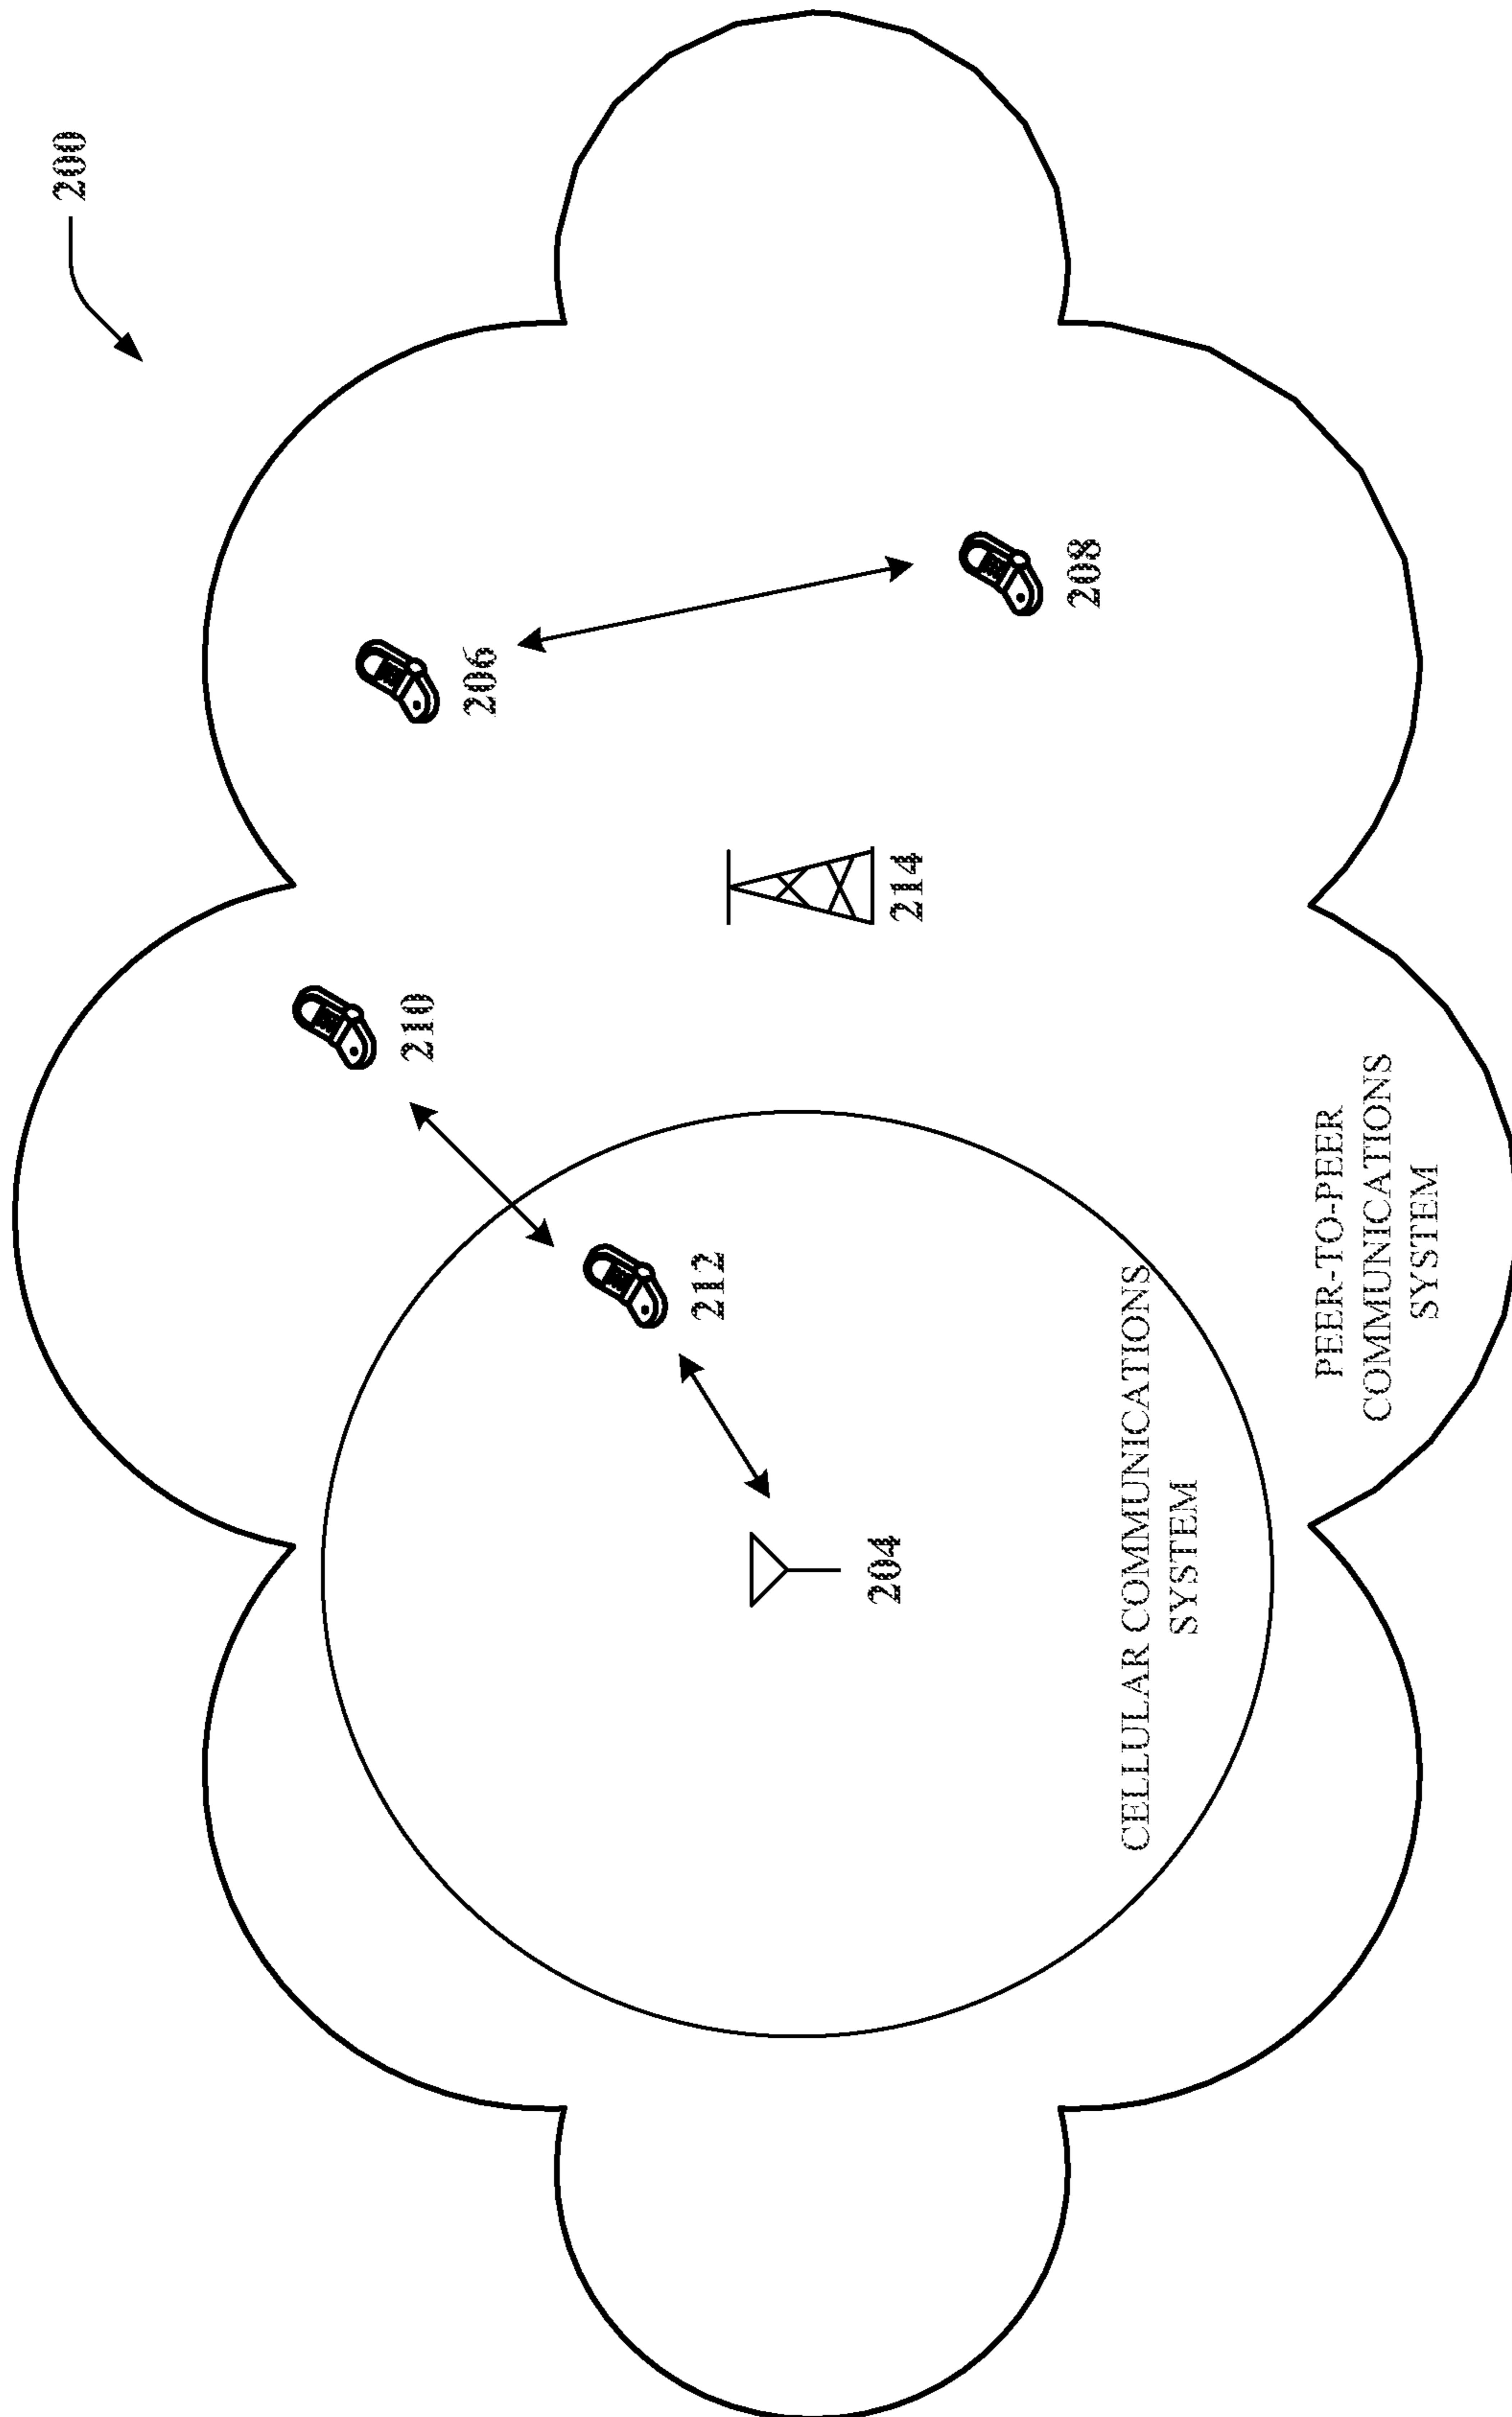 200
206
208
210
214
212
204
CELLULAR COMMUNICATIONS
SYSTEM
PEER-TO-PEER
COMMUNICATIONS
SYSTEM